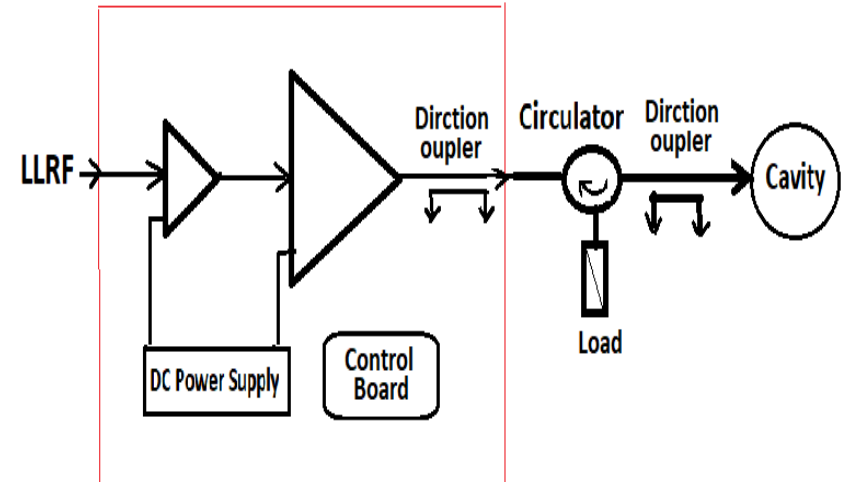 LLRF
Dirction
oupler
Circulator
Dirction
oupler
Cavity
Load
DC Power Supply
Control
Board